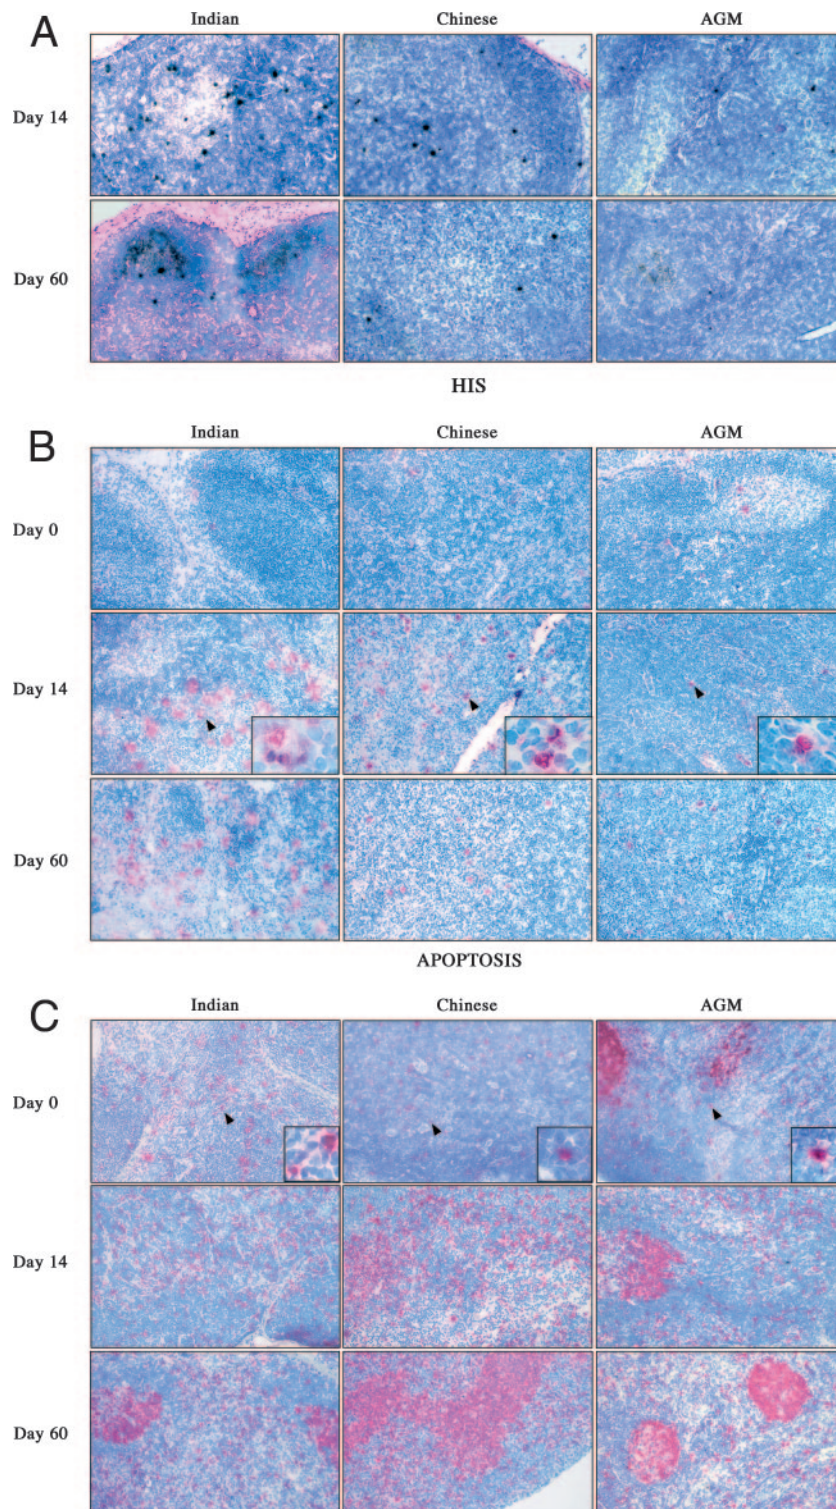 A
Indian Chinese AGM
Day 14
Day 60
HIS
B
Indian Chinese AGM
Day 0
Day 14
Day 60
APOPTOSIS
C
Indian Chinese AGM
Day 0
Day 14
Day 60